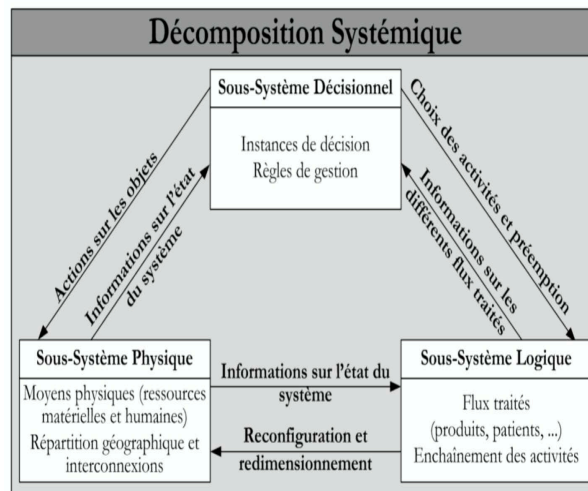 Décomposition Systémique
Sous-Système Décisionnel
Instances de décision
Règles de gestion
Actions sur les objets
Informations sur l'état
du système
Choix des activités et préemption
Informations sur les
différents flux traités
Sous-Système Physique
Moyens physiques (ressources
matérielles et humaines)
Répartition géographique et
interconnexions
Informations sur l'état du
système
Reconfiguration et
redimensionnement
Sous-Système Logique
Flux traités
(produits, patients, ...)
Enchaînement des activités